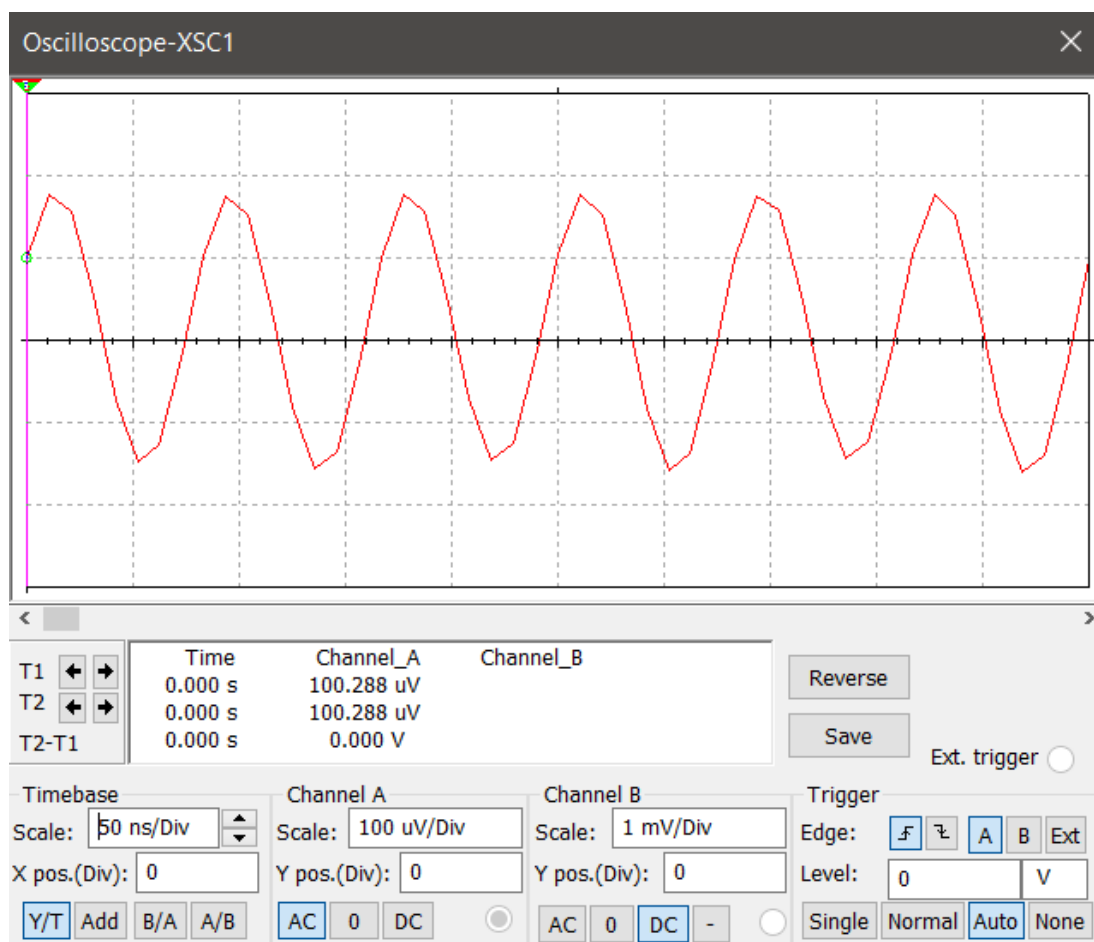 Oscilloscope-XSC1
Time Channel_A Channel_B
T1 0.000 s 100.288 uV
T2 0.000 s 100.288 uV
T2-T1 0.000 s 0.000 V
Reverse
Save
Ext. trigger
Timebase
Scale: 50 ns/Div
X pos.(Div): 0
Y/T Add B/A A/B
Channel A
Scale: 100 uV/Div
Y pos.(Div): 0
AC 0 DC
Channel B
Scale: 1 mV/Div
Y pos.(Div): 0
AC 0 DC -
Trigger
Edge: A B Ext
Level: 0 V
Single Normal Auto None